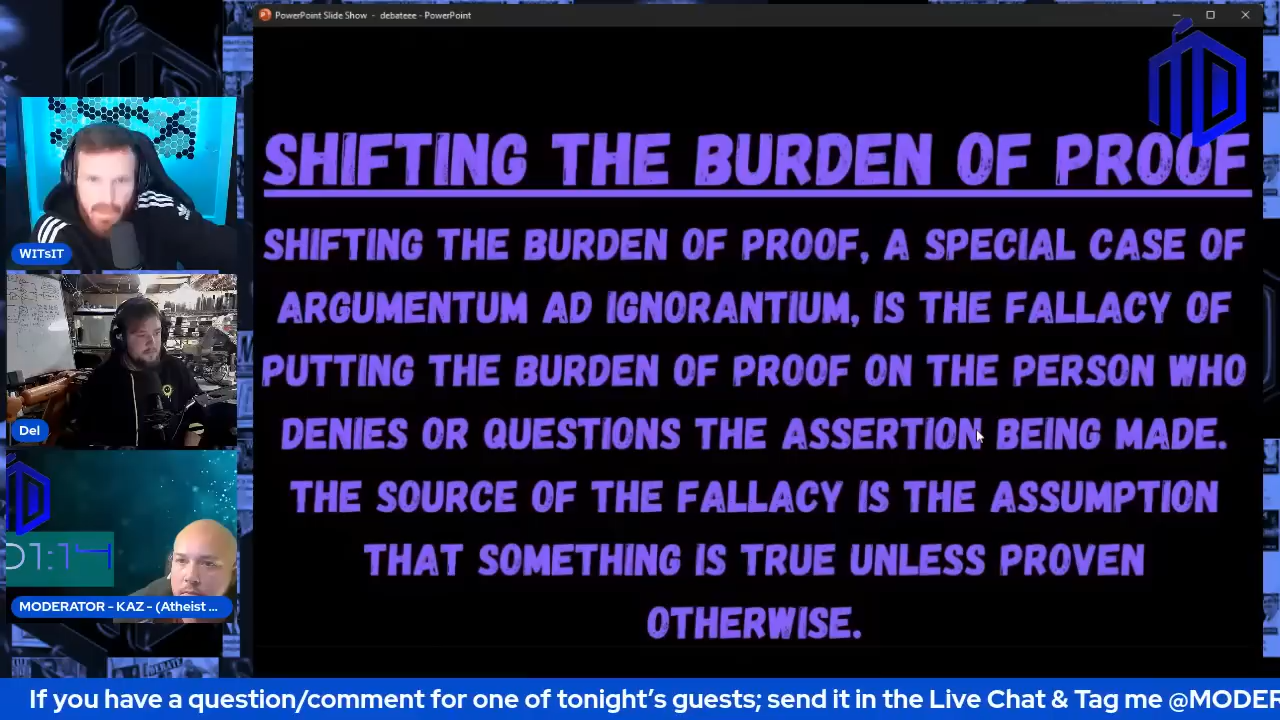 PowerPoint Slide Show - debateee - PowerPoint
SHIFTING THE BURDEN OF PROOF
SHIFTING THE BURDEN OF PROOF, A SPECIAL CASE OF
ARGUMENTUM AD IGNORANTIUM, IS THE FALLACY OF
PUTTING THE BURDEN OF PROOF ON THE PERSON WHO
DENIES OR QUESTIONS THE ASSERTION BEING MADE.
THE SOURCE OF THE FALLACY IS THE ASSUMPTION
THAT SOMETHING IS TRUE UNLESS PROVEN
OTHERWISE.
WITsIT
Del
01:14
MODERATOR - KAZ - (Atheist ...
If you have a question/comment for one of tonight's guests; send it in the Live Chat & Tag me @MODER